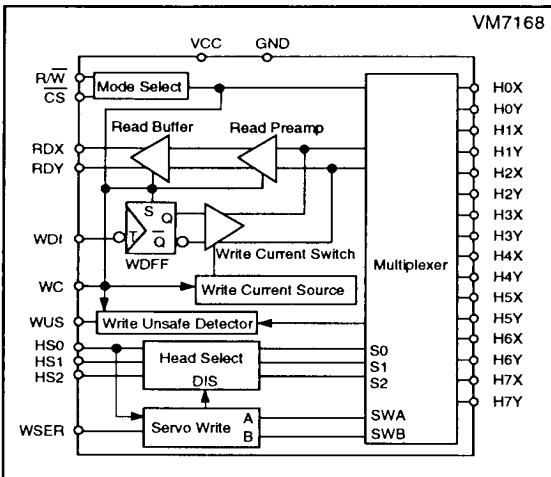 VM7168
VCC GND
R/W
CS
Mode Select
Read Buffer
Read Preamp
RDX
RDY
S
Q
T
Q
WDI
WDFF
Write Current Switch
Multiplexer
WC
Write Current Source
WUS
Write Unsafe Detector
HS0
HS1
HS2
Head Select
DIS
S0
S1
S2
WSER
Servo Write
A
B
SWA
SWB
H0X
H0Y
H1X
H1Y
H2X
H2Y
H3X
H3Y
H4X
H4Y
H5X
H5Y
H6X
H6Y
H7X
H7Y